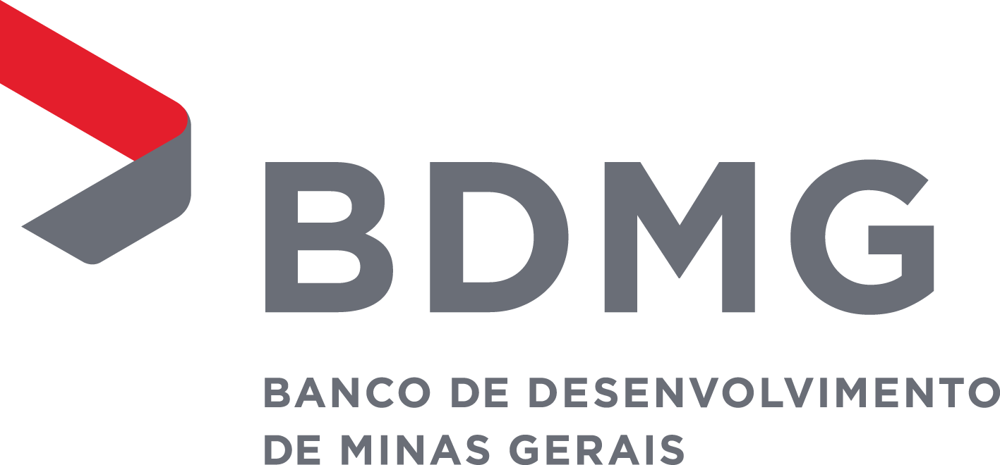 BDMG
BANCO DE DESENVOLVIMENTO
DE MINAS GERAIS